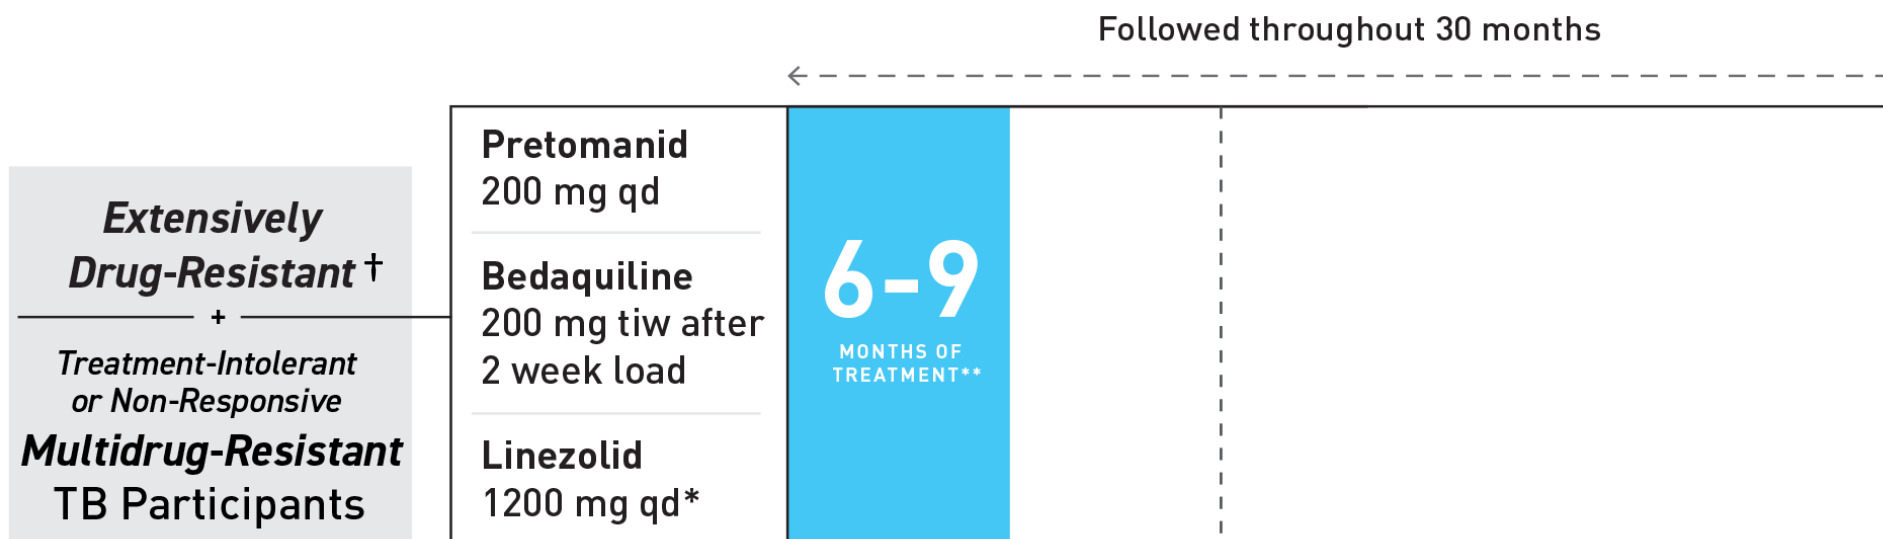 Followed throughout 30 months
Extensively
Drug-Resistant †
+
Treatment-Intolerant
or Non-Responsive
Multidrug-Resistant
TB Participants
Pretomanid
200 mg qd
Bedaquiline
200 mg tiw after
2 week load
Linezolid
1200 mg qd*
6-9
MONTHS OF
TREATMENT**